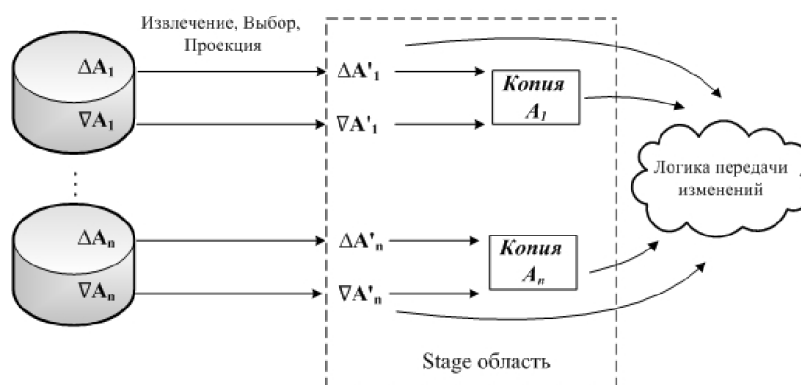 Извлечение, Выбор,
Проекция
ΔA₁
ΔA'₁
Копия
A₁
∇A₁
∇A'₁
Логика передачи
изменений
ΔAₙ
ΔA'ₙ
Копия
Aₙ
∇Aₙ
∇A'ₙ
Stage область